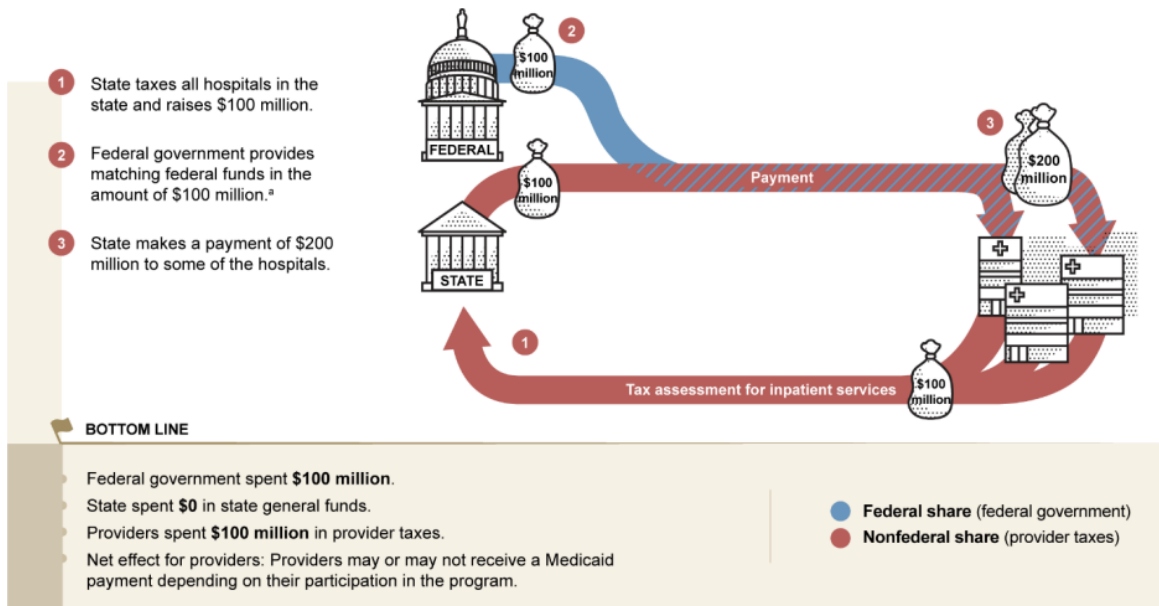 1
State taxes all hospitals in the
state and raises $100 million.
2
Federal government provides
matching federal funds in the
amount of $100 million.ª
3
State makes a payment of $200
million to some of the hospitals.
2
$100
million
FEDERAL
$100
million
STATE
Payment
3
$200
million
1
Tax assessment for inpatient services
$100
million
BOTTOM LINE
Federal government spent $100 million.
State spent $0 in state general funds.
Providers spent $100 million in provider taxes.
Net effect for providers: Providers may or may not receive a Medicaid
payment depending on their participation in the program.
Federal share (federal government)
Nonfederal share (provider taxes)